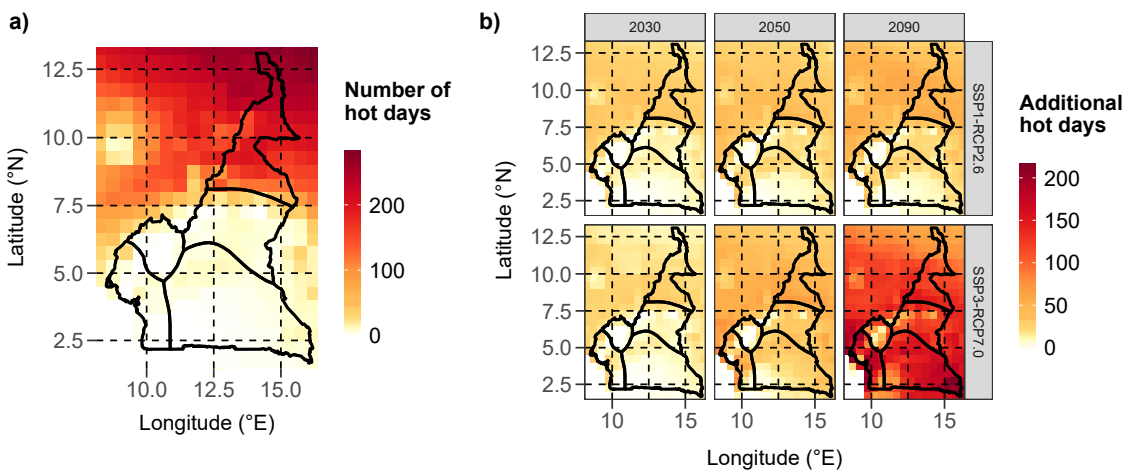 a)
12.5
10.0
7.5
5.0
2.5
Latitude (°N)
10.0 12.5 15.0
Longitude (°E)
Number of
hot days
200
100
0
b)
2030 2050 2090
12.5
10.0
7.5
5.0
2.5
SSP1-RCP2.6
12.5
10.0
7.5
5.0
2.5
SSP3-RCP7.0
Latitude (°N)
10 15 10 15 10 15
Longitude (°E)
Additional
hot days
200
150
100
50
0